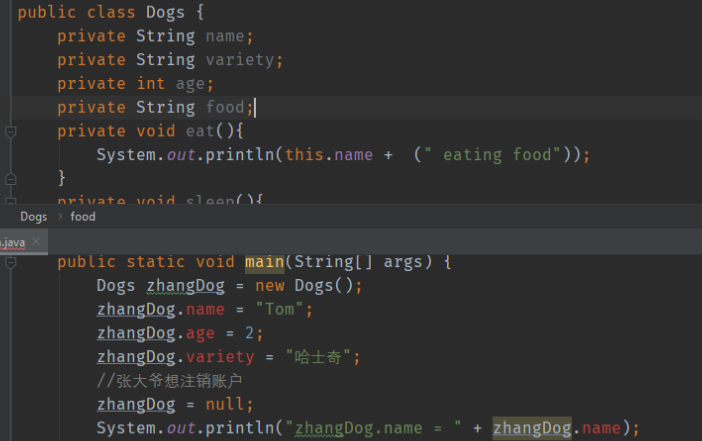 public class Dogs {
private String name;
private String variety;
private int age;
private String food;
private void eat(){
System.out.println(this.name +  (" eating food"));
}
private void sleep(){
Dogs > food
.java ×
public static void main(String[] args) {
Dogs zhangDog = new Dogs();
zhangDog.name = "Tom";
zhangDog.age = 2;
zhangDog.variety = "哈士奇";
//张大爷想注销账户
zhangDog = null;
System.out.println("zhangDog.name = " + zhangDog.name);